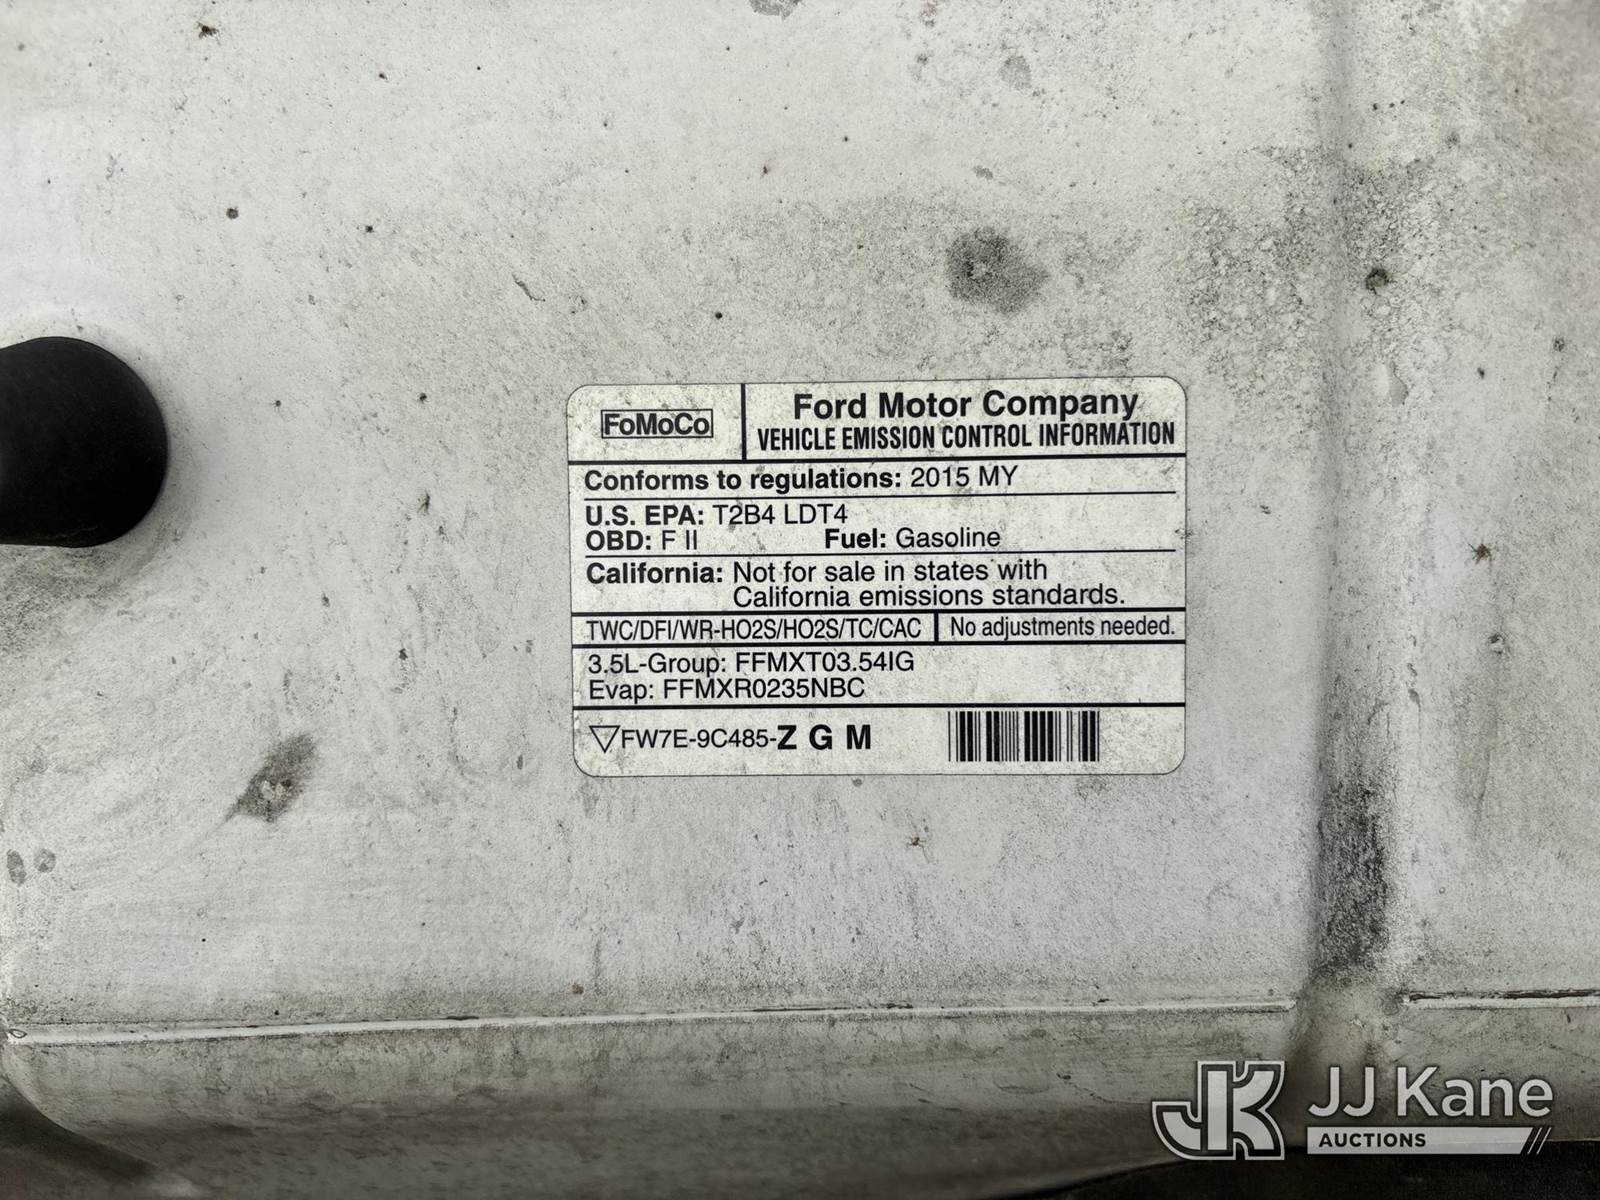 FoMoCo
Ford Motor Company
VEHICLE EMISSION CONTROL INFORMATION
Conforms to regulations: 2015 MY
U.S. EPA: T2B4 LDT4
OBD: F II Fuel: Gasoline
California: Not for sale in states with
California emissions standards.
TWC/DFI/WR-HO2S/HO2S/TC/CAC No adjustments needed.
3.5L-Group: FFMXT03.54IG
Evap: FFMXR0235NBC
FW7E-9C485-Z G M
JK JJ Kane
AUCTIONS